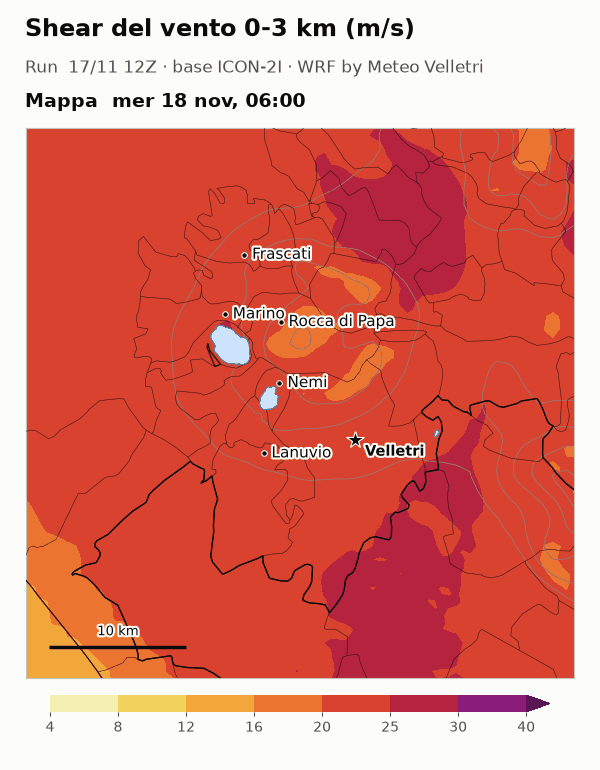 Shear del vento 0-3 km (m/s)
Run  17/11 12Z · base ICON-2I · WRF by Meteo Velletri
Mappa  mer 18 nov, 06:00
Frascati
Marino
Rocca di Papa
Nemi
Velletri
Lanuvio
10 km
4 8 12 16 20 25 30 40